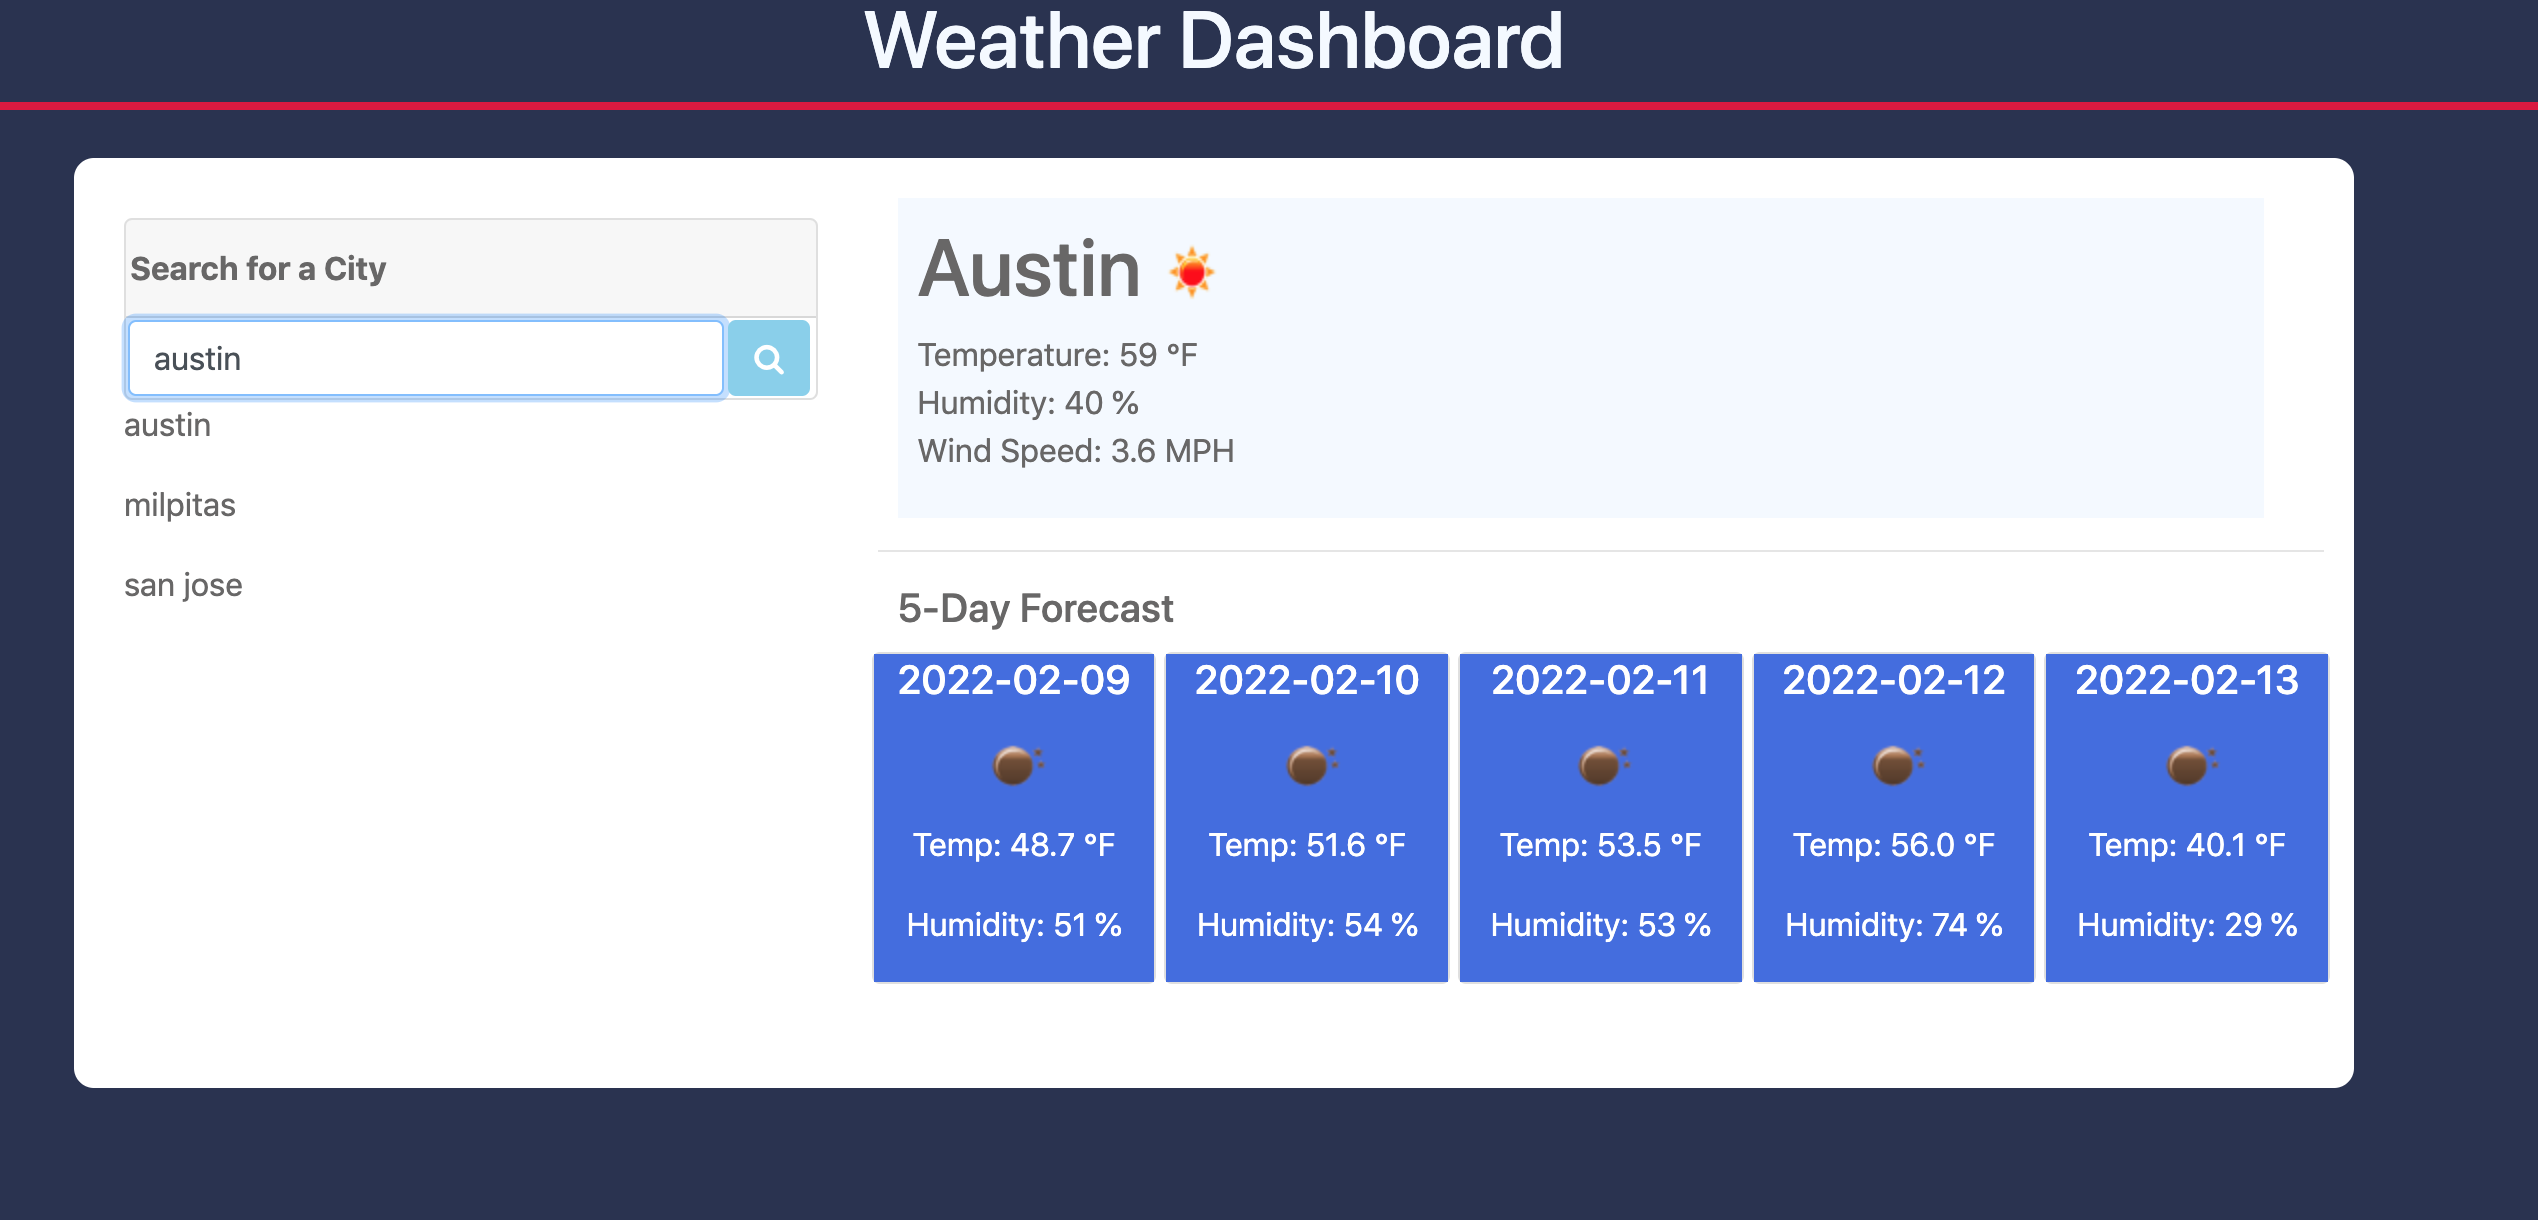 Weather Dashboard
Search for a City
austin
austin
milpitas
san jose
Austin
Temperature: 59 °F
Humidity: 40 %
Wind Speed: 3.6 MPH
5-Day Forecast
2022-02-09
Temp: 48.7 °F
Humidity: 51 %
2022-02-10
Temp: 51.6 °F
Humidity: 54 %
2022-02-11
Temp: 53.5 °F
Humidity: 53 %
2022-02-12
Temp: 56.0 °F
Humidity: 74 %
2022-02-13
Temp: 40.1 °F
Humidity: 29 %